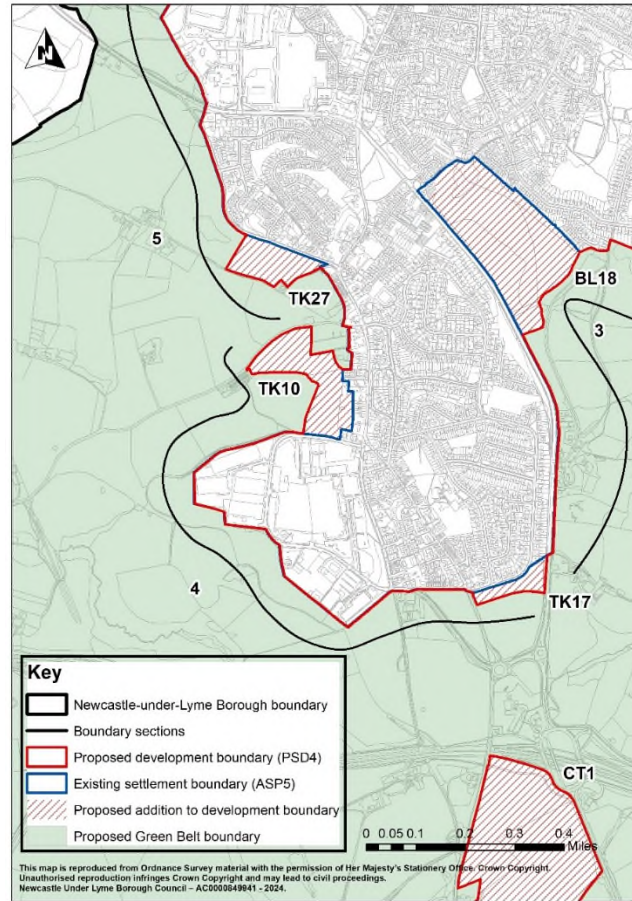 N
5
BL18
3
TK27
TK10
4
TK17
Key
Newcastle-under-Lyme Borough boundary
Boundary sections
Proposed development boundary (PSD4)
Existing settlement boundary (ASP5)
Proposed addition to development boundary
Proposed Green Belt boundary
CT1
0 0.05 0.1 0.2 0.3 0.4
Miles
This map is reproduced from Ordnance Survey material with the permission of Her Majesty's Stationery Office. Crown Copyright.
Unauthorised reproduction infringes Crown Copyright and may lead to civil proceedings.
Newcastle Under Lyme Borough Council – AC0000849941 - 2024.